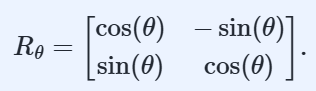 R_θ = [cos(θ) − sin(θ)
sin(θ) cos(θ)].